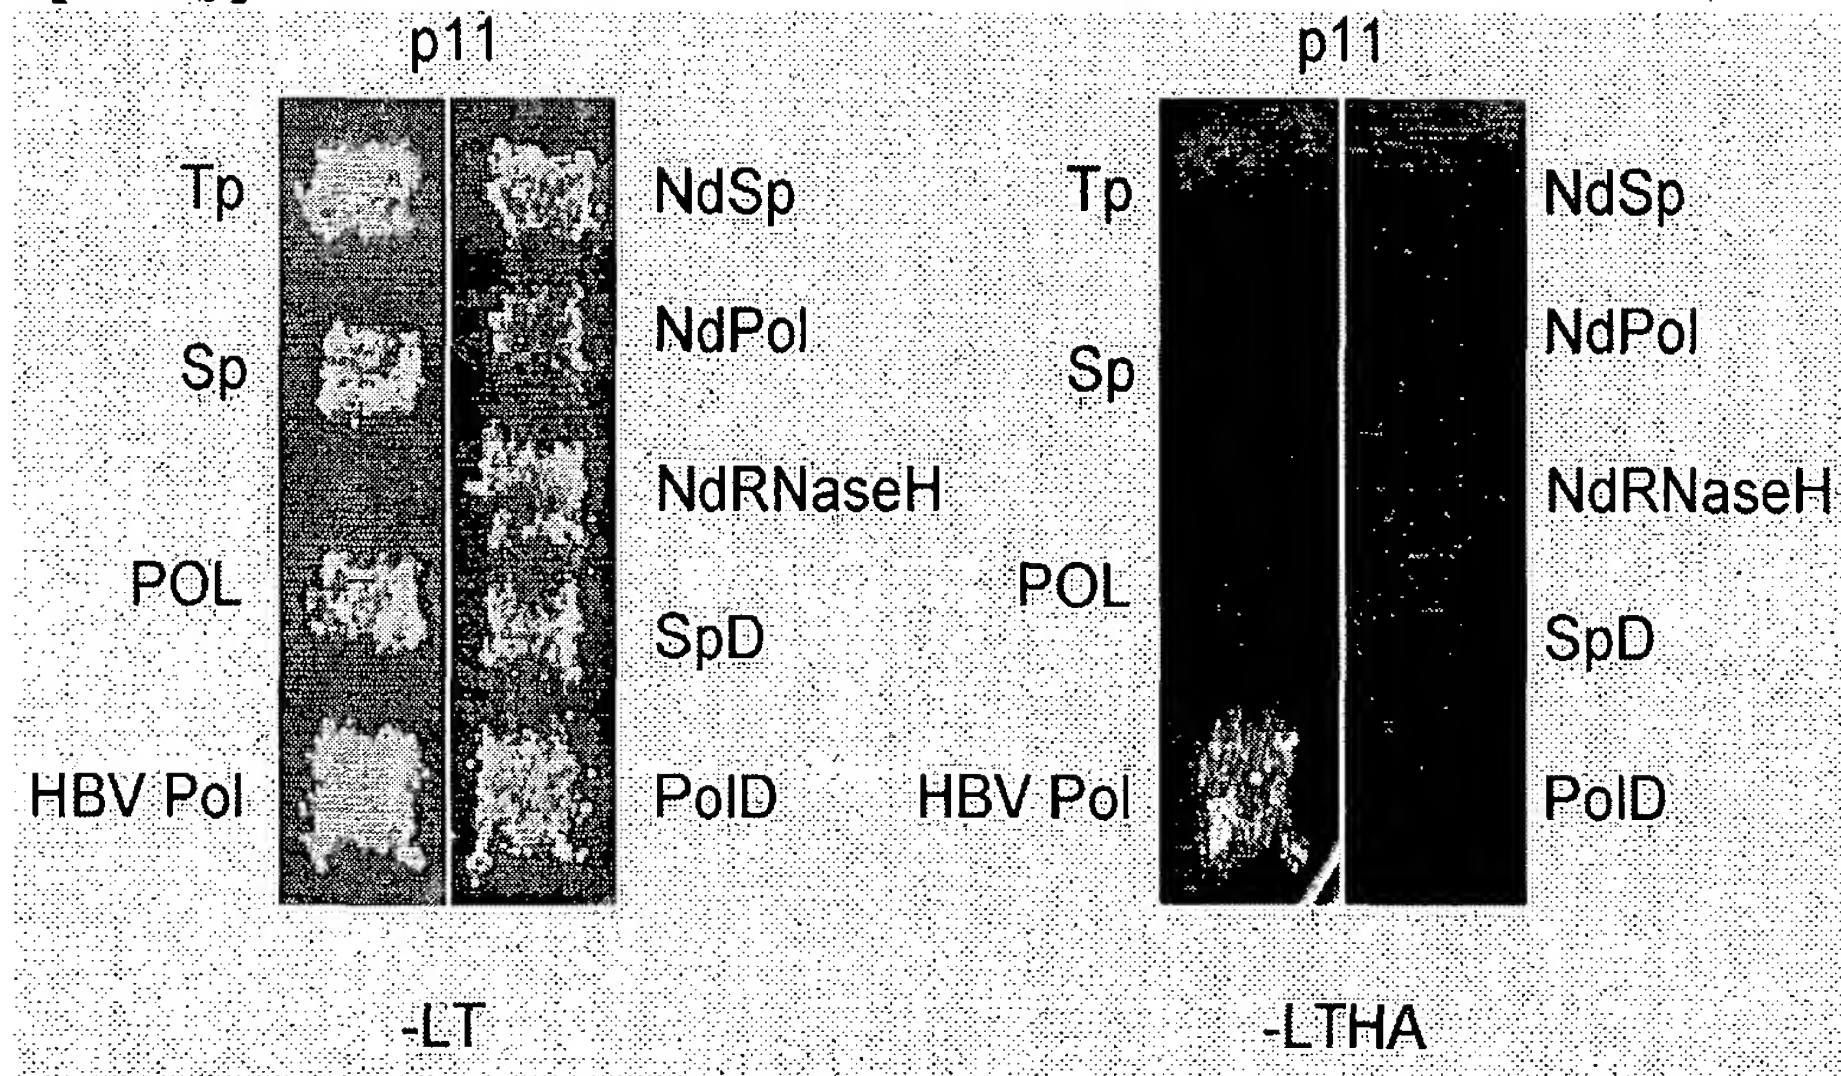 p11 p11
Tp NdSp Tp NdSp
NdPol NdPol
Sp Sp
NdRNaseH NdRNaseH
POL POL
SpD SpD
HBV Pol PolD HBV Pol PolD
-LT -LTHA